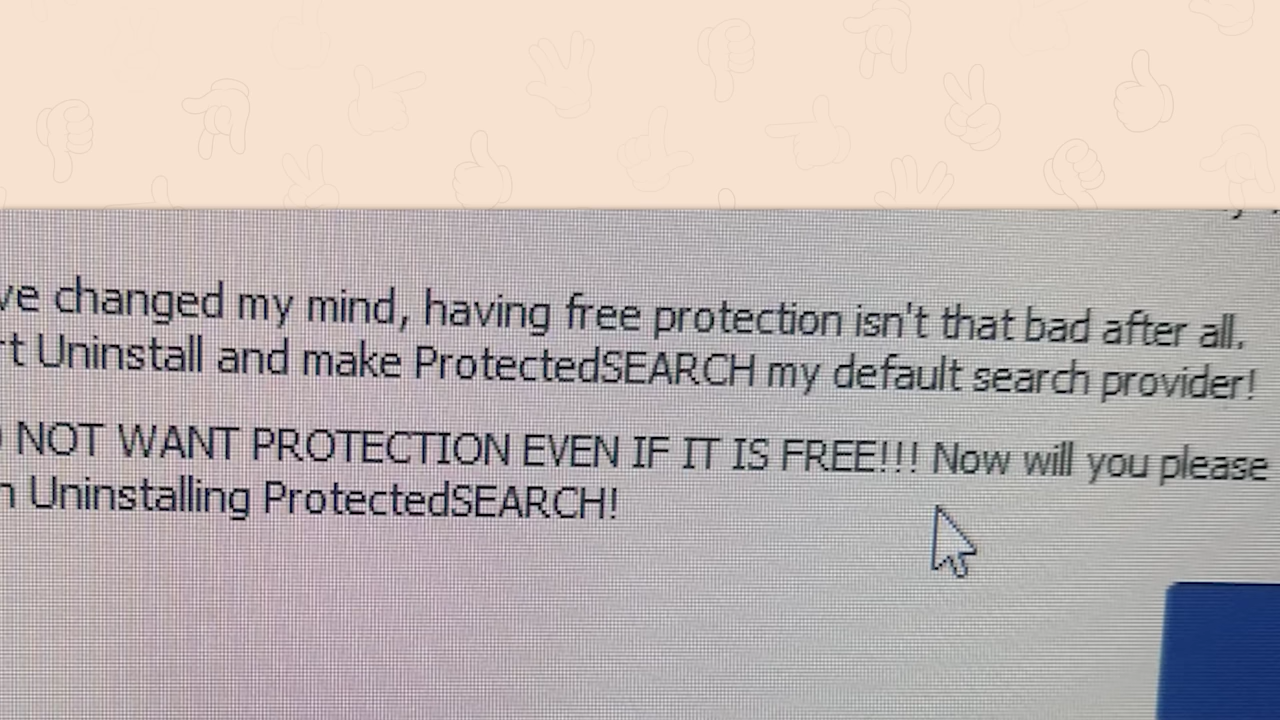 ve changed my mind, having free protection isn't that bad after all.
rt Uninstall and make ProtectedSEARCH my default search provider!
NOT WANT PROTECTION EVEN IF IT IS FREE!!! Now will you please
n Uninstalling ProtectedSEARCH!